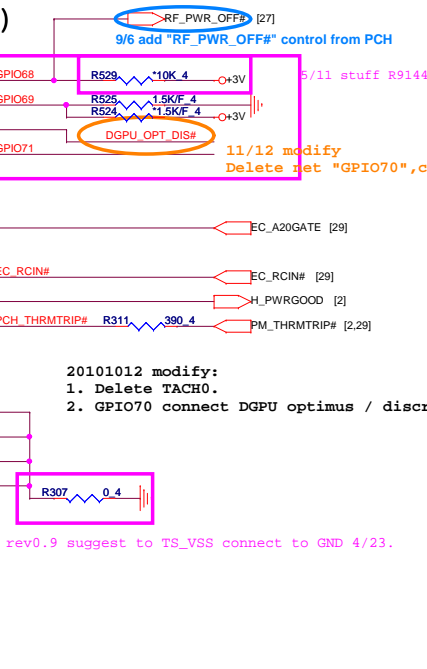 )
RF_PWR_OFF# [27]
9/6 add "RF_PWR_OFF#" control from PCH
GPIO68 R529 *10K_4 +3V 5/11 stuff R9144
GPIO69 R525 1.5K/F_4
R524 *1.5K/F_4 +3V
DGPU_OPT_DIS#
GPIO71 11/12 modify
Delete net "GPIO70",c
EC_A20GATE [29]
EC_RCIN# EC_RCIN# [29]
H_PWRGOOD [2]
PCH_THRMTRIP# R311 390_4 PM_THRMTRIP# [2,29]
20101012 modify:
1. Delete TACH0.
2. GPIO70 connect DGPU optimus / discr
R307 0_4
rev0.9 suggest to TS_VSS connect to GND 4/23.